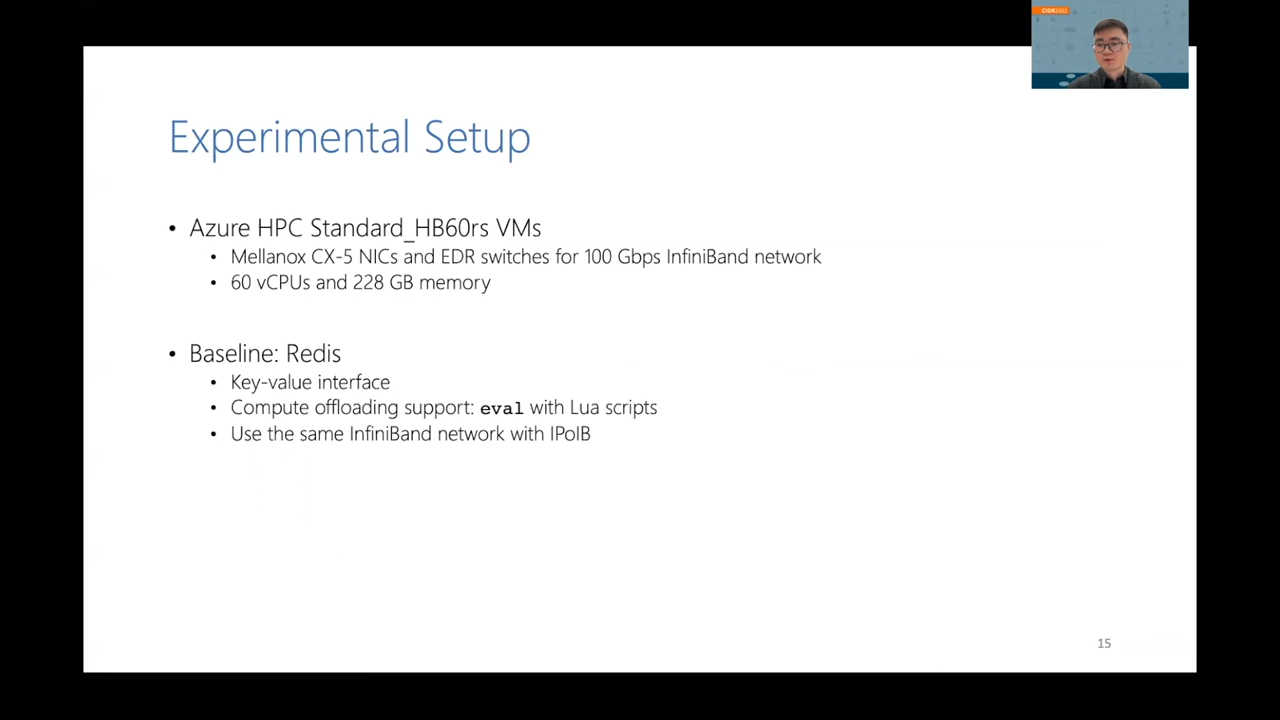 CIDR2022
Experimental Setup
• Azure HPC Standard_HB60rs VMs
• Mellanox CX-5 NICs and EDR switches for 100 Gbps InfiniBand network
• 60 vCPUs and 228 GB memory
• Baseline: Redis
• Key-value interface
• Compute offloading support: eval with Lua scripts
• Use the same InfiniBand network with IPoIB
15